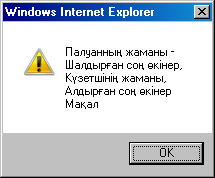 Windows Internet Explorer
Палуанның жаманы -
Шалдырған соң өкінер,
Күзетшінің жаманы,
Алдырған соң өкінер
Мақал
OK